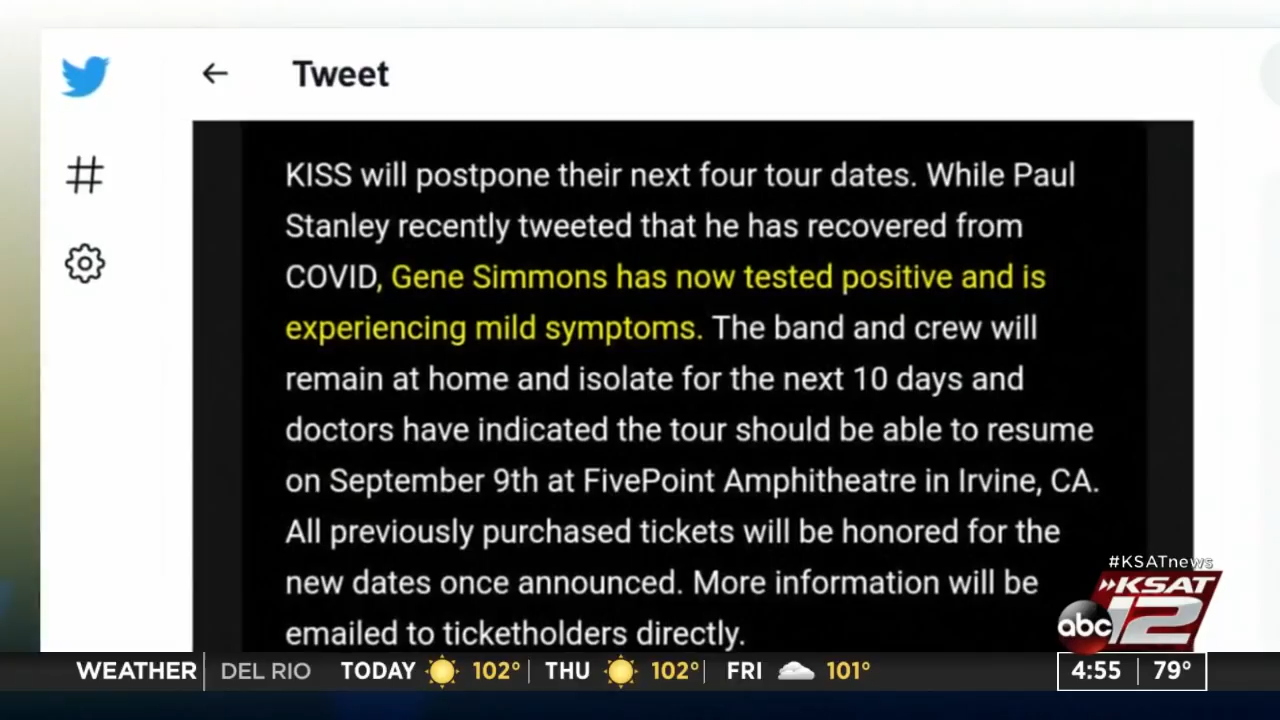 Tweet
KISS will postpone their next four tour dates. While Paul
Stanley recently tweeted that he has recovered from
COVID, Gene Simmons has now tested positive and is
experiencing mild symptoms. The band and crew will
remain at home and isolate for the next 10 days and
doctors have indicated the tour should be able to resume
on September 9th at FivePoint Amphitheatre in Irvine, CA.
All previously purchased tickets will be honored for the
new dates once announced. More information will be
emailed to ticketholders directly.
#KSATnews
KSAT
abc 12
WEATHER DEL RIO TODAY 102° THU 102° FRI 101° 4:55 79°